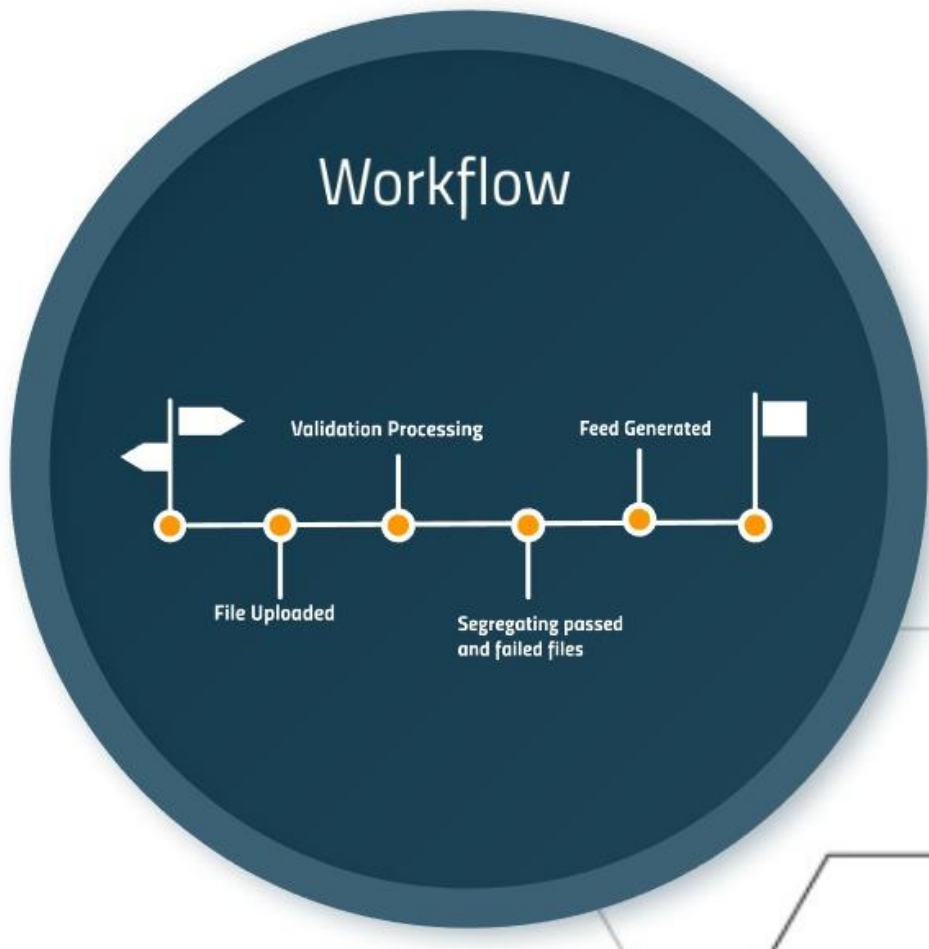 Workflow
Validation Processing
Feed Generated
File Uploaded
Segregating passed
and failed files